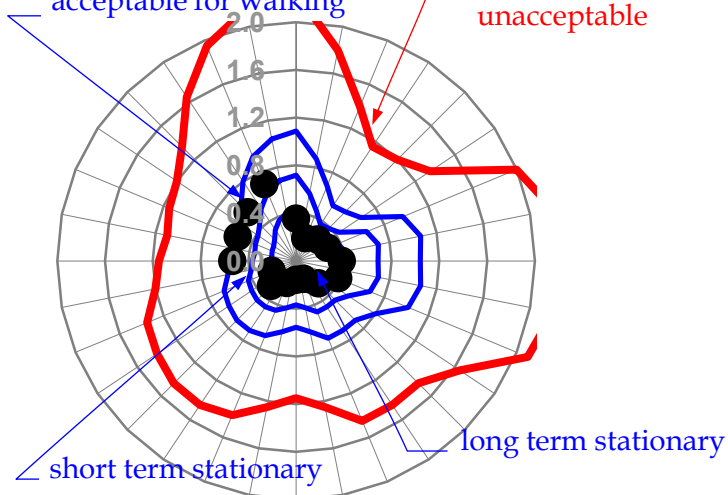 acceptable for walking
unacceptable
2.0
1.6
1.2
0.8
0.4
0.0
long term stationary
short term stationary